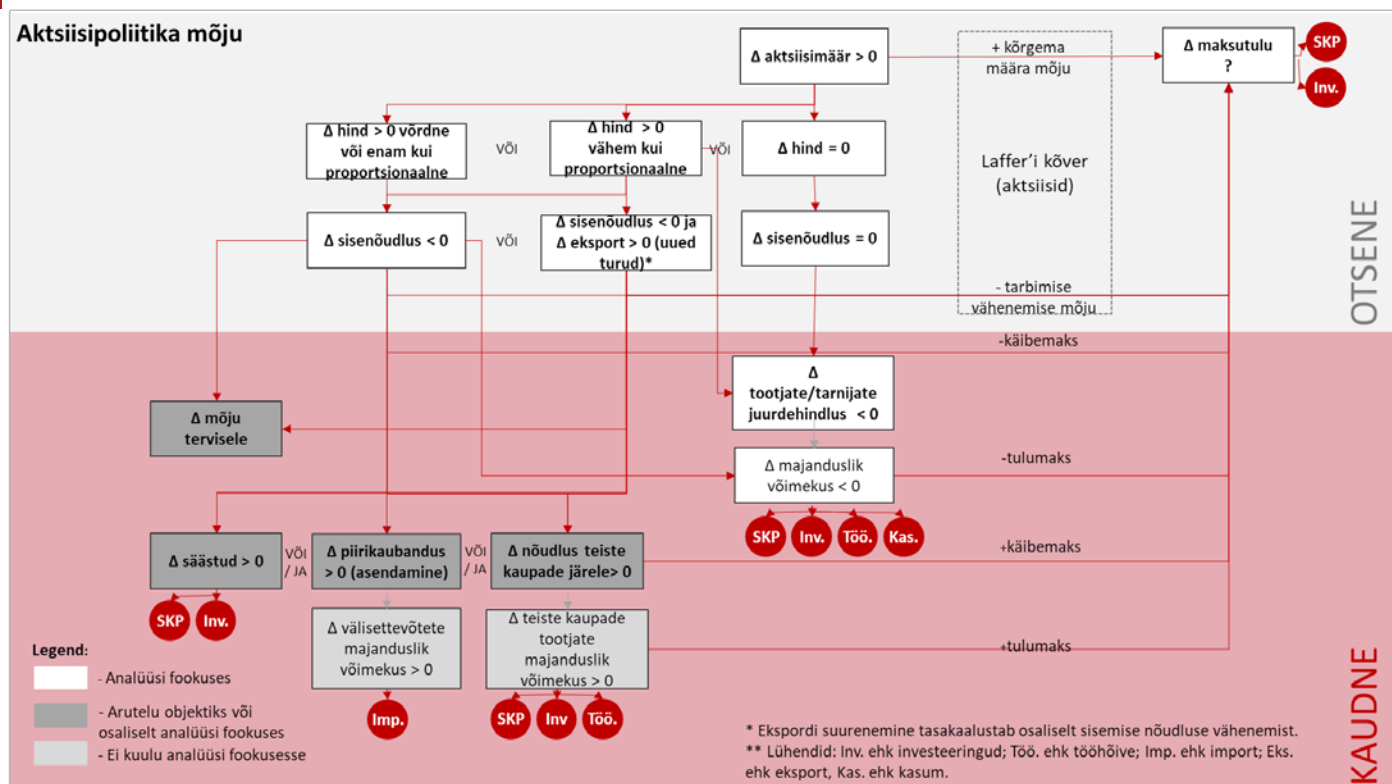 Aktsiisipoliitika mõju
Δ aktsiisimäär > 0
+ kõrgema
määra mõju
Δ maksutulu
?
SKP
Inv.
Δ hind > 0 võrdne
või enam kui
proportsionaalne
VÕI
Δ hind > 0
vähem kui
proportsionaalne
VÕI
Δ hind = 0
Laffer'i kõver
(aktsiisid)
Δ sisenõudlus < 0
VÕI
Δ sisenõudlus < 0 ja
Δ eksport > 0 (uued
turud)*
Δ sisenõudlus = 0
- tarbimise
vähenemise mõju
OTSENE
-käibemaks
Δ
tootjate/tarnijate
juurdehindlus < 0
Δ mõju
tervisele
Δ majanduslik
võimekus < 0
-tulumaks
SKP
Inv.
Töö.
Kas.
Δ säästud > 0
VÕI
/ JA
Δ piirikaubandus
> 0 (asendamine)
VÕI
/ JA
Δ nõudlus teiste
kaupade järele> 0
+käibemaks
SKP
Inv.
Δ välisettevõtete
majanduslik
võimekus > 0
Δ teiste kaupade
tootjate
majanduslik
võimekus > 0
+tulumaks
Imp.
SKP
Inv
Töö.
Legend:
- Analüüsi fookuses
- Arutelu objektiks või
osaliselt analüüsi fookuses
- Ei kuulu analüüsi fookusesse
* Ekspordi suurenemine tasakaalustab osaliselt sisemise nõudluse vähenemist.
** Lühendid: Inv. ehk investeeringud; Töö. ehk tööhõive; Imp. ehk import; Eks.
ehk eksport, Kas. ehk kasum.
KAUDNE